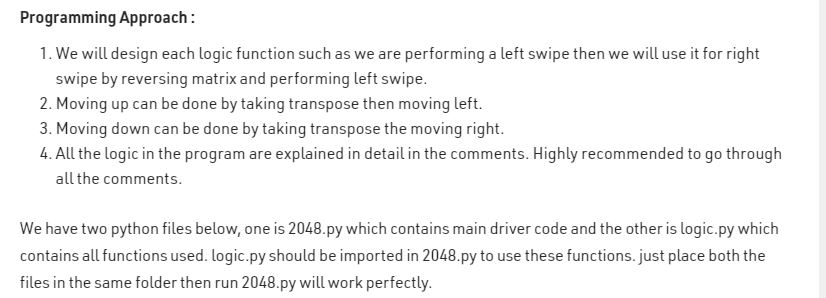 Programming Approach :
1. We will design each logic function such as we are performing a left swipe then we will use it for right
swipe by reversing matrix and performing left swipe.
2. Moving up can be done by taking transpose then moving left.
3. Moving down can be done by taking transpose the moving right.
4. All the logic in the program are explained in detail in the comments. Highly recommended to go through
all the comments.
We have two python files below, one is 2048.py which contains main driver code and the other is logic.py which
contains all functions used. logic.py should be imported in 2048.py to use these functions. just place both the
files in the same folder then run 2048.py will work perfectly.